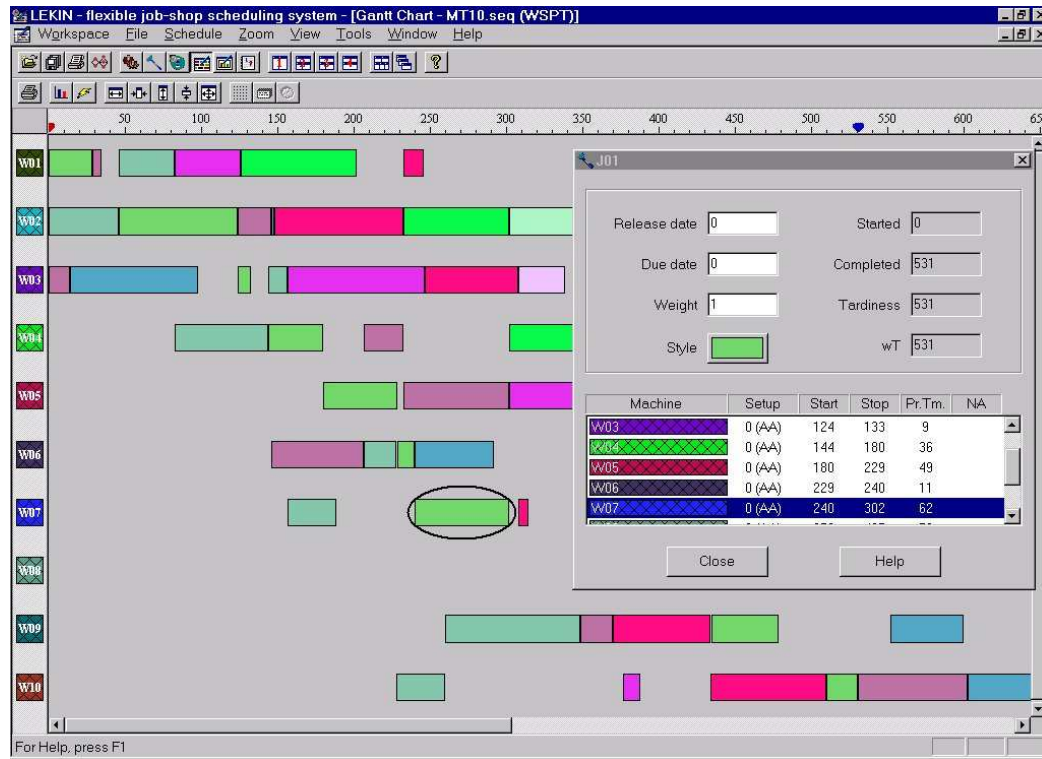 LEKIN - flexible job-shop scheduling system - [Gantt Chart - MT10.seq (WSPT)]
Workspace File Schedule Zoom View Tools Window Help
50 100 150 200 250 300 350 400 450 500 550 600 65
W01
J01
W02
Release date 0 Started 0
Due date 0 Completed 531
W03
Weight 1 Tardiness 531
W04
Style wT 531
W05
Machine Setup Start Stop Pr.Tm. NA
W03 0 (AA) 124 133 9
W04 0 (AA) 144 180 36
W06
W05 0 (AA) 180 229 49
W06 0 (AA) 229 240 11
W07
W07 0 (AA) 240 302 62
Close Help
W08
W09
W10
For Help, press F1